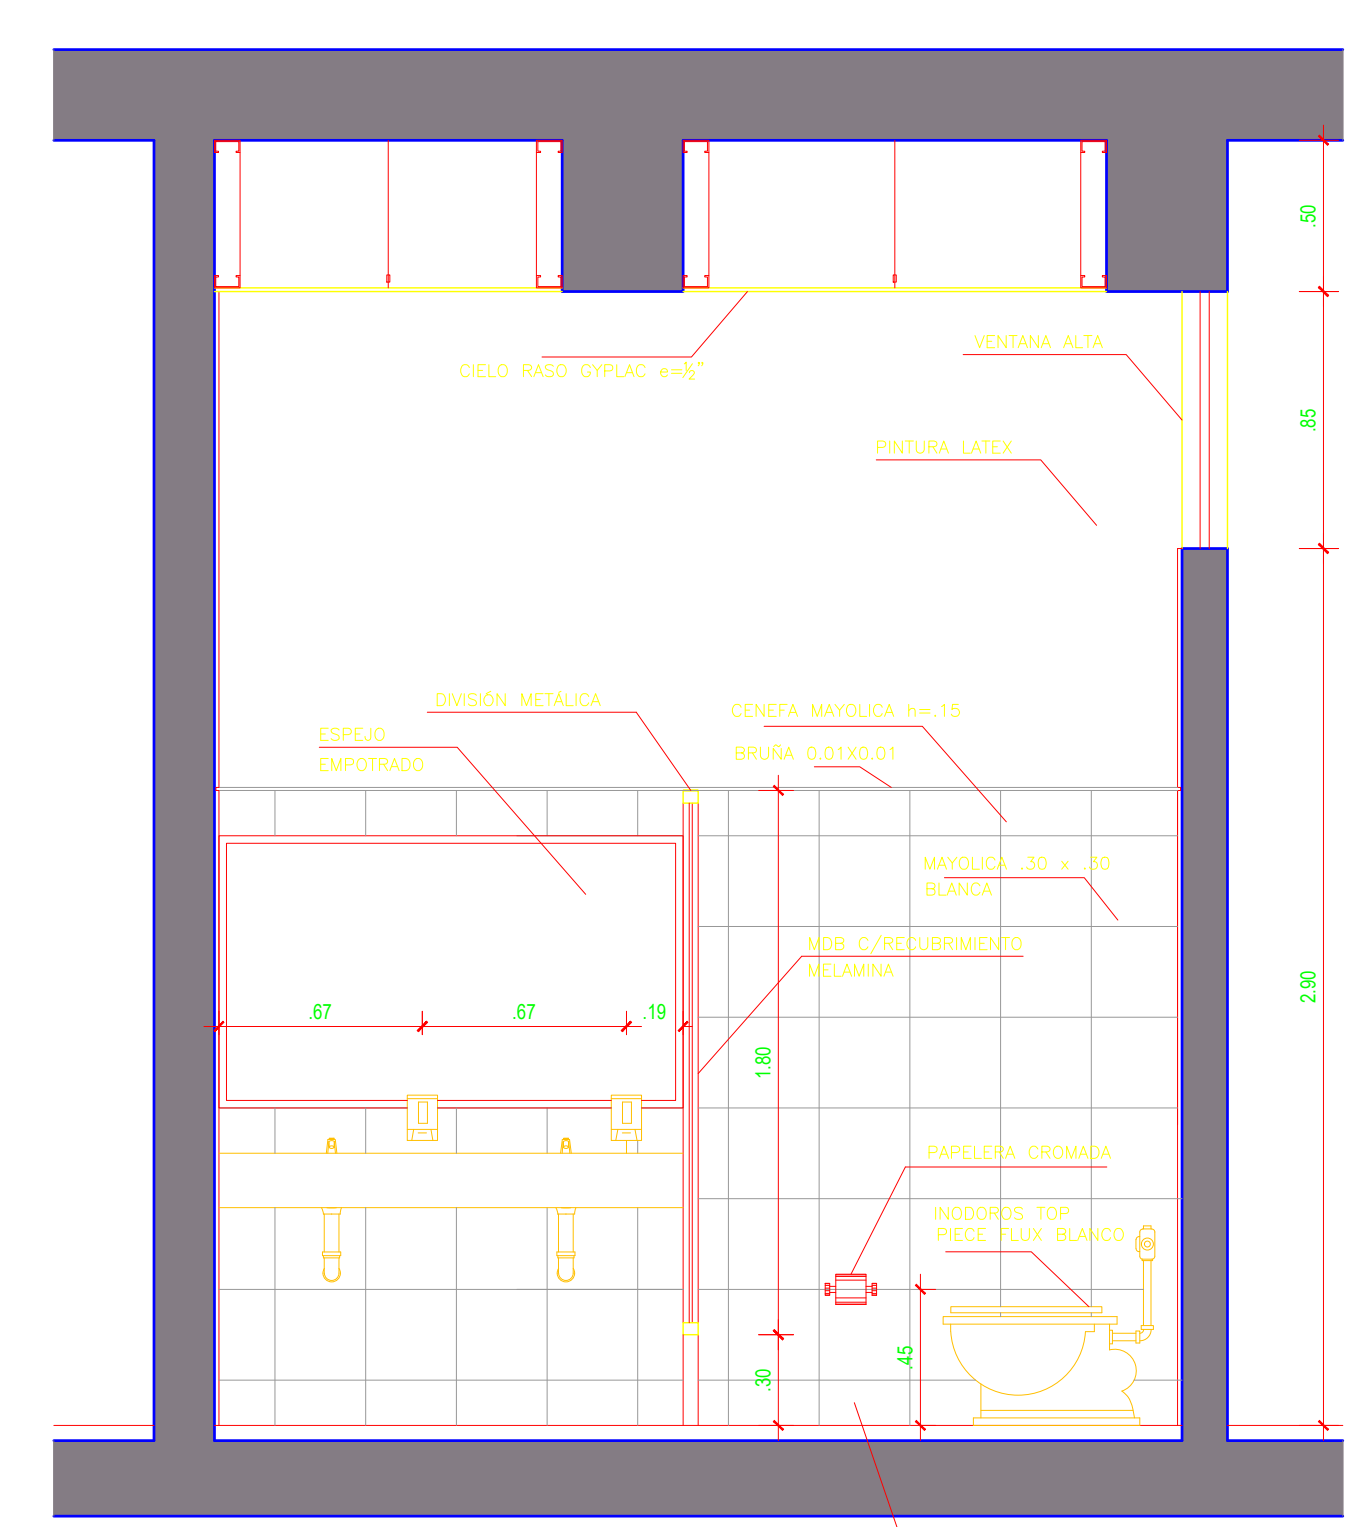 .50
VENTANA ALTA
CIELO RASO GYPLAC e=½"
.85
PINTURA LATEX
DIVISIÓN METÁLICA
CENEFA MAYOLICA h=.15
ESPEJO
EMPOTRADO
BRUÑA 0.01X0.01
MAYOLICA .30 x .30
BLANCA
MDB C/RECUBRIMIENTO
MELAMINA
2.90
.67
.67
.19
1.80
PAPELERA CROMADA
INODOROS TOP
PIECE FLUX BLANCO
.45
.30